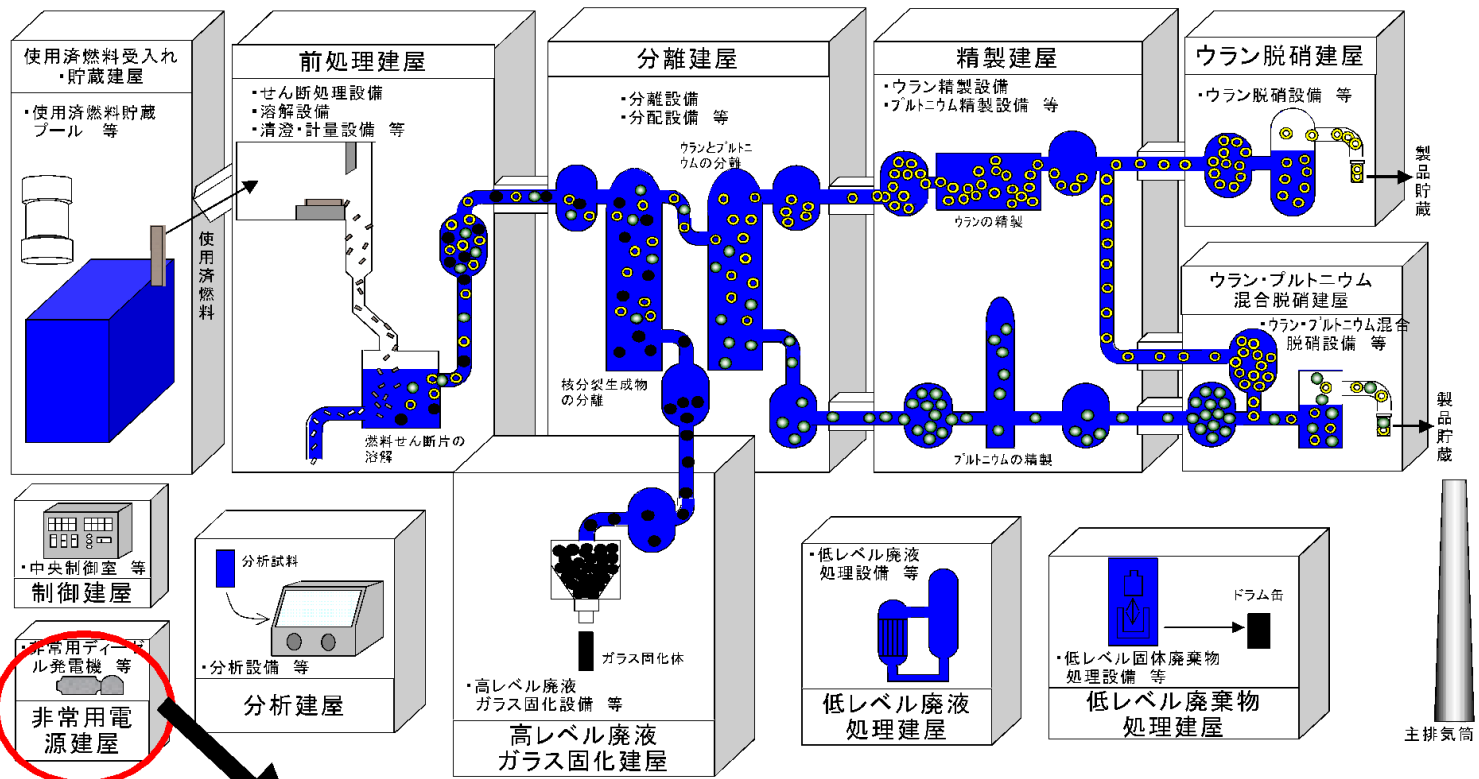 使用済燃料受入れ
・貯蔵建屋
・使用済燃料貯蔵
プール 等
使用済燃料
前処理建屋
・せん断処理設備
・溶解設備
・清澄・計量設備 等
燃料せん断片の
溶解
分離建屋
・分離設備
・分配設備 等
ウランとプルトニ
ウムの分離
核分裂生成物
の分離
精製建屋
・ウラン精製設備
・プルトニウム精製設備 等
ウランの精製
プルトニウムの精製
ウラン脱硝建屋
・ウラン脱硝設備 等
製品貯蔵
ウラン・プルトニウム
混合脱硝建屋
・ウラン・プルトニウム混合
脱硝設備 等
製品貯蔵
・中央制御室 等
制御建屋
・非常用ディーゼ
ル発電機 等
非常用電
源建屋
分析試料
・分析設備 等
分析建屋
ガラス固化体
・高レベル廃液
ガラス固化設備 等
高レベル廃液
ガラス固化建屋
・低レベル廃液
処理設備 等
低レベル廃液
処理建屋
ドラム缶
・低レベル固体廃棄物
処理設備 等
低レベル廃棄物
処理建屋
主排気筒